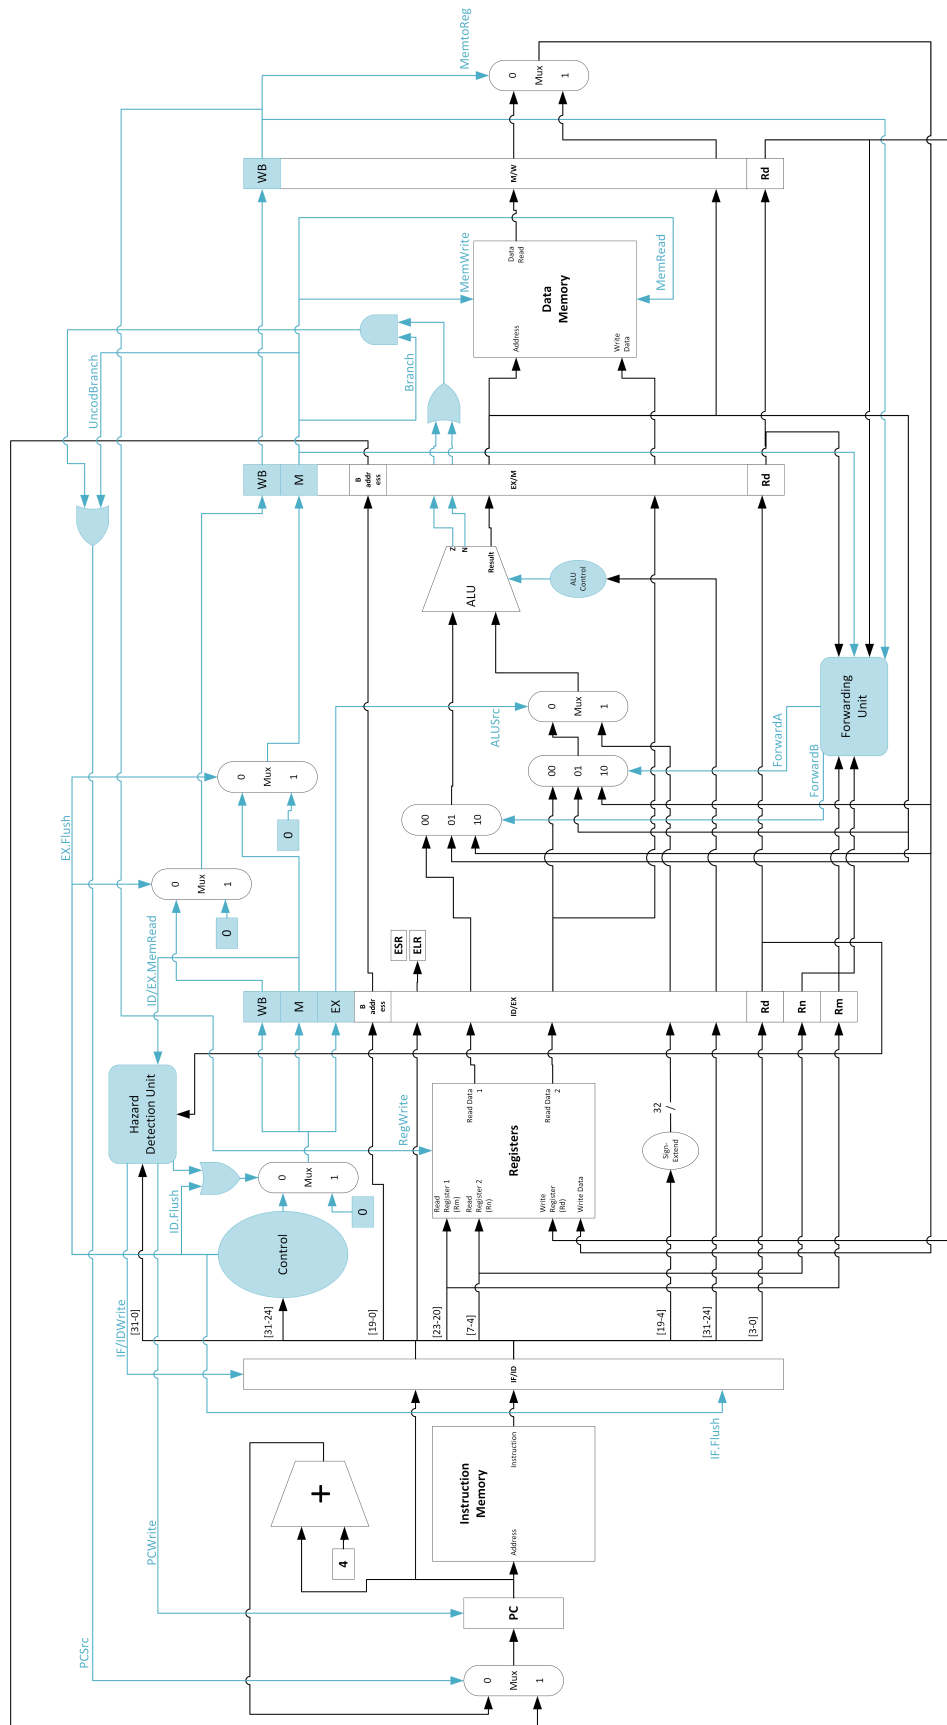 PCSrc
0
Mux
1
PC
PCWrite
4
+
Address
Instruction
Memory
Instruction
IF/ID
IF.Flush
IF/IDWrite
[31-0]
[31-24]
[19-0]
[23-20]
[7-4]
[19-4]
[31-24]
[3-0]
Hazard
Detection Unit
ID.Flush
Control
0
Mux
1
0
Read
Register 1
(Rm)
Read
Register 2
(Rn)
Write
Register
(Rd)
Write Data
Registers
Read Data
1
Read Data
2
RegWrite
Sign-
Extend
32
/
ID/EX.MemRead
WB
M
EX
B
addr
ess
ID/EX
Rd
Rn
Rm
ESR
ELR
EX.Flush
0
Mux
1
0
0
Mux
1
0
00
01
10
00
01
10
ALUSrc
0
Mux
1
ForwardA
ForwardB
Forwarding
Unit
ALU
Z
N
Result
ALU
Control
WB
M
B
addr
ess
EX/M
Rd
UncodBranch
Branch
MemWrite
Address
Write
Data
Data
Memory
Data
Read
MemRead
WB
M/W
Rd
MemtoReg
0
Mux
1